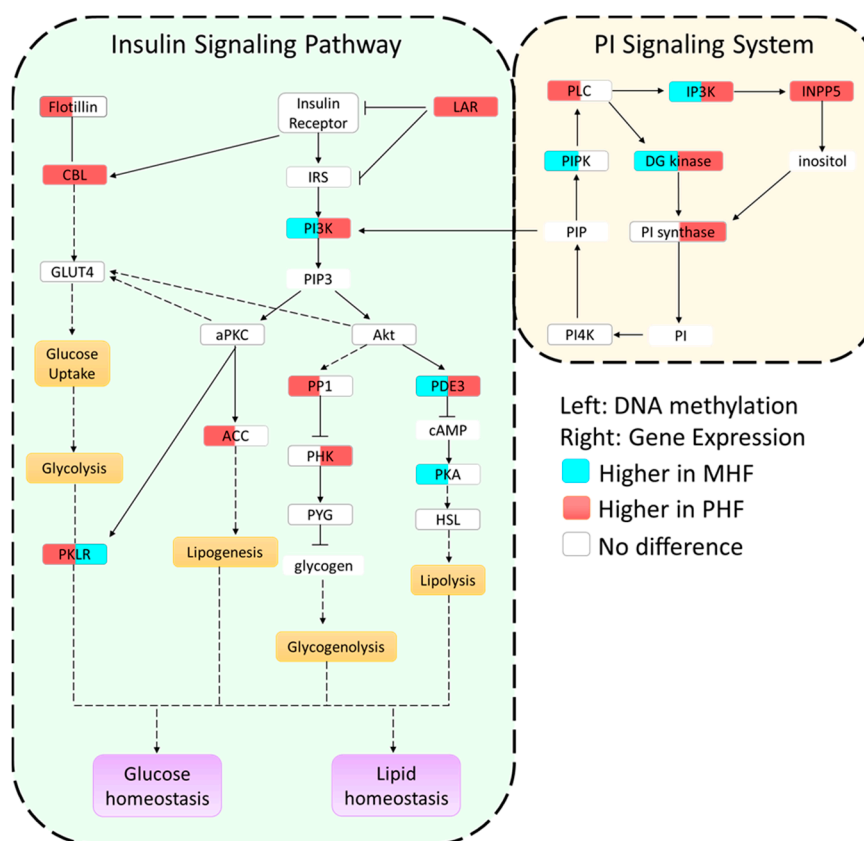 Insulin Signaling Pathway
PI Signaling System
Flotillin
Insulin
Receptor
LAR
PLC
IP3K
INPP5
CBL
IRS
PIPK
DG kinase
inositol
PI3K
PIP
PI synthase
GLUT4
PIP3
aPKC
Akt
PI4K
PI
Glucose
Uptake
PP1
PDE3
Left: DNA methylation
Right: Gene Expression
Higher in MHF
Higher in PHF
No difference
ACC
cAMP
Glycolysis
PHK
PKA
PYG
HSL
PKLR
Lipogenesis
glycogen
Lipolysis
Glycogenolysis
Glucose
homeostasis
Lipid
homeostasis